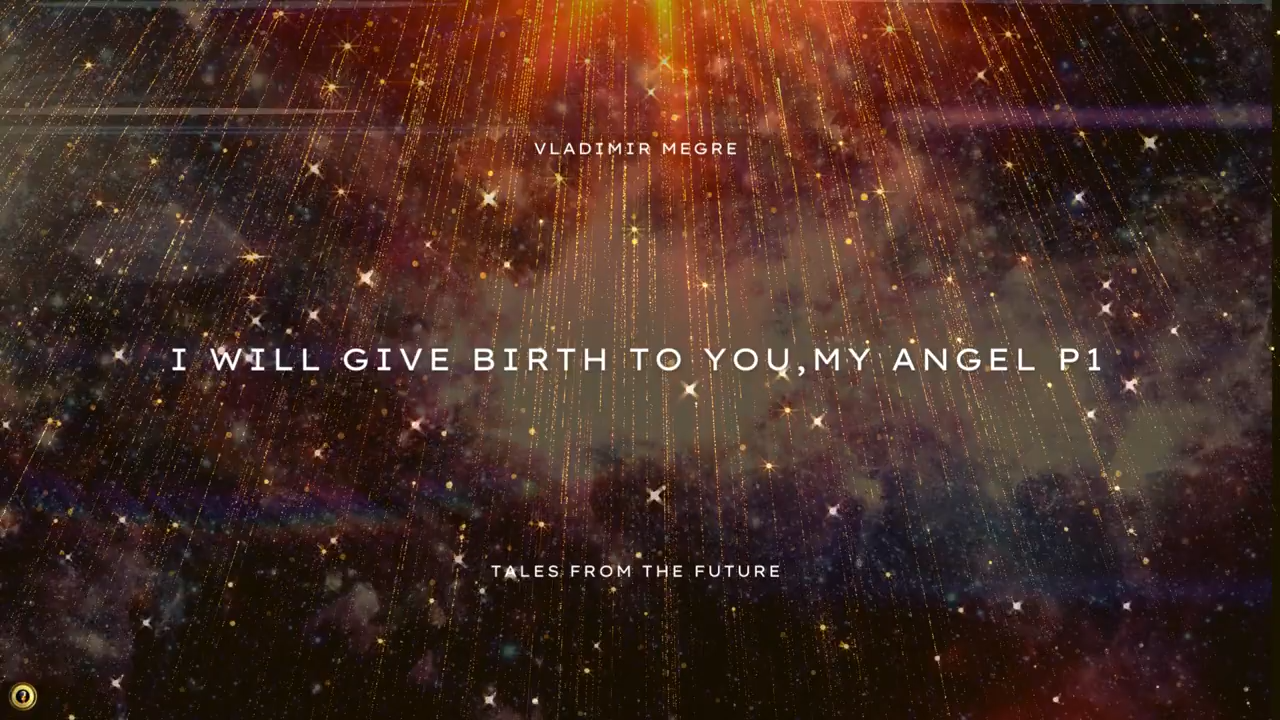 VLADIMIR MEGRE
I WILL GIVE BIRTH TO YOU,MY ANGEL P1
TALES FROM THE FUTURE